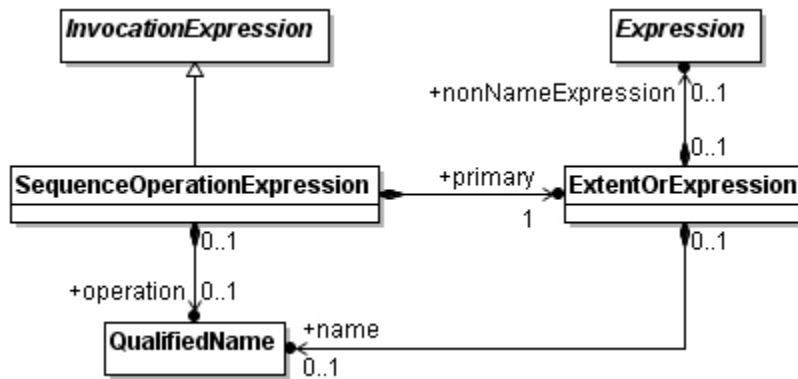 InvocationExpression
Expression
+nonNameExpression 0..1
0..1
SequenceOperationExpression
+primary
1
ExtentOrExpression
0..1
0..1
+operation 0..1
QualifiedName
+name
0..1